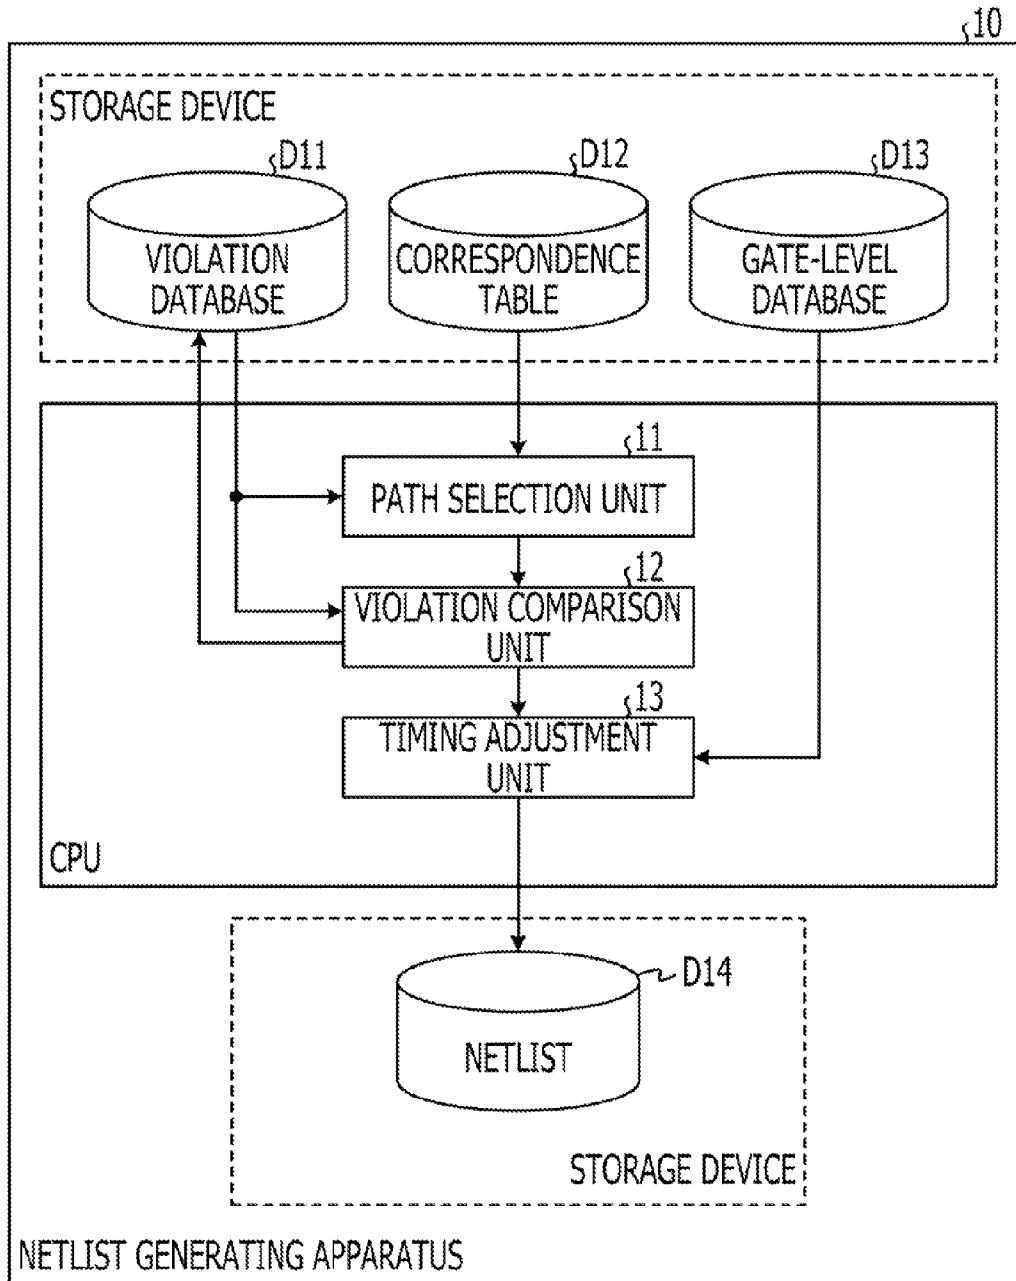 10
STORAGE DEVICE
D11
D12
D13
VIOLATION
DATABASE
CORRESPONDENCE
TABLE
GATE-LEVEL
DATABASE
11
PATH SELECTION UNIT
12
VIOLATION COMPARISON
UNIT
13
TIMING ADJUSTMENT
UNIT
CPU
D14
NETLIST
STORAGE DEVICE
NETLIST GENERATING APPARATUS